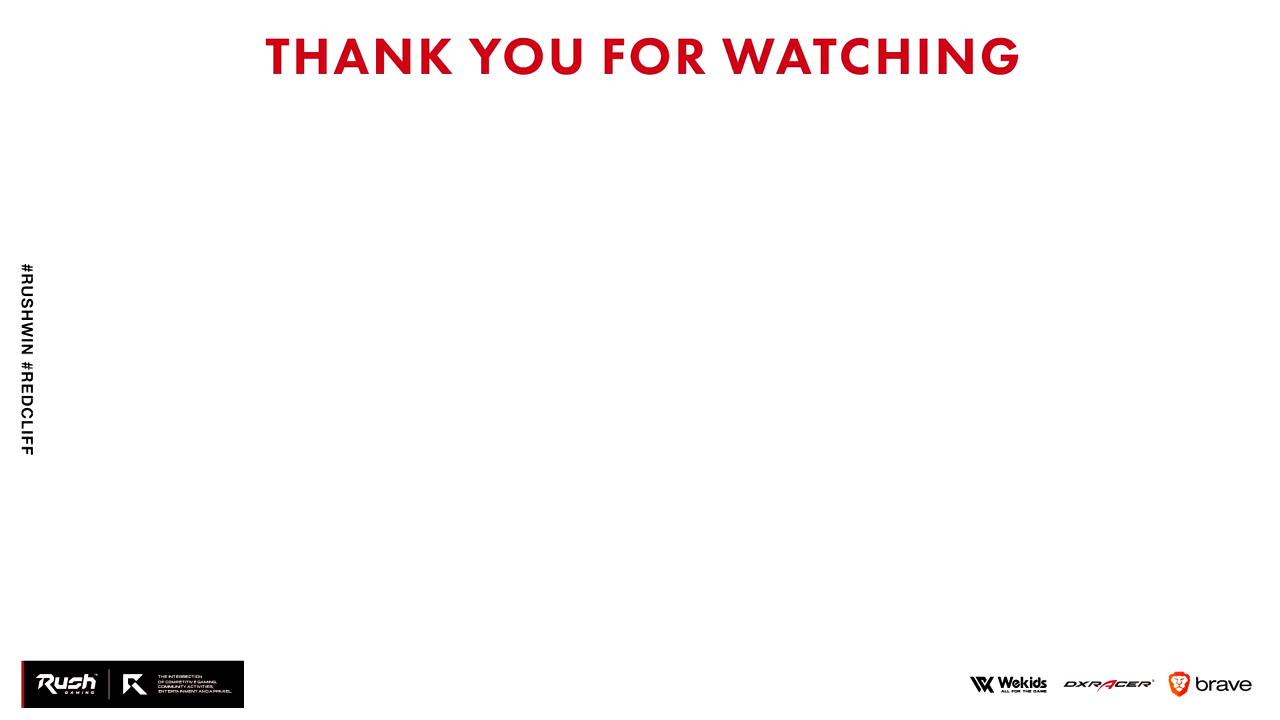 THANK YOU FOR WATCHING
#RUSHWIN #REDCLIFF
Rush
GAMING
THE INTERSECTION
OF COMPETITIVE GAMING,
COMMUNITY ACTIVITIES,
ENTERTAINMENT AND APPAREL.
Wekids
ALL FOR THE GAME
DXRACER
brave